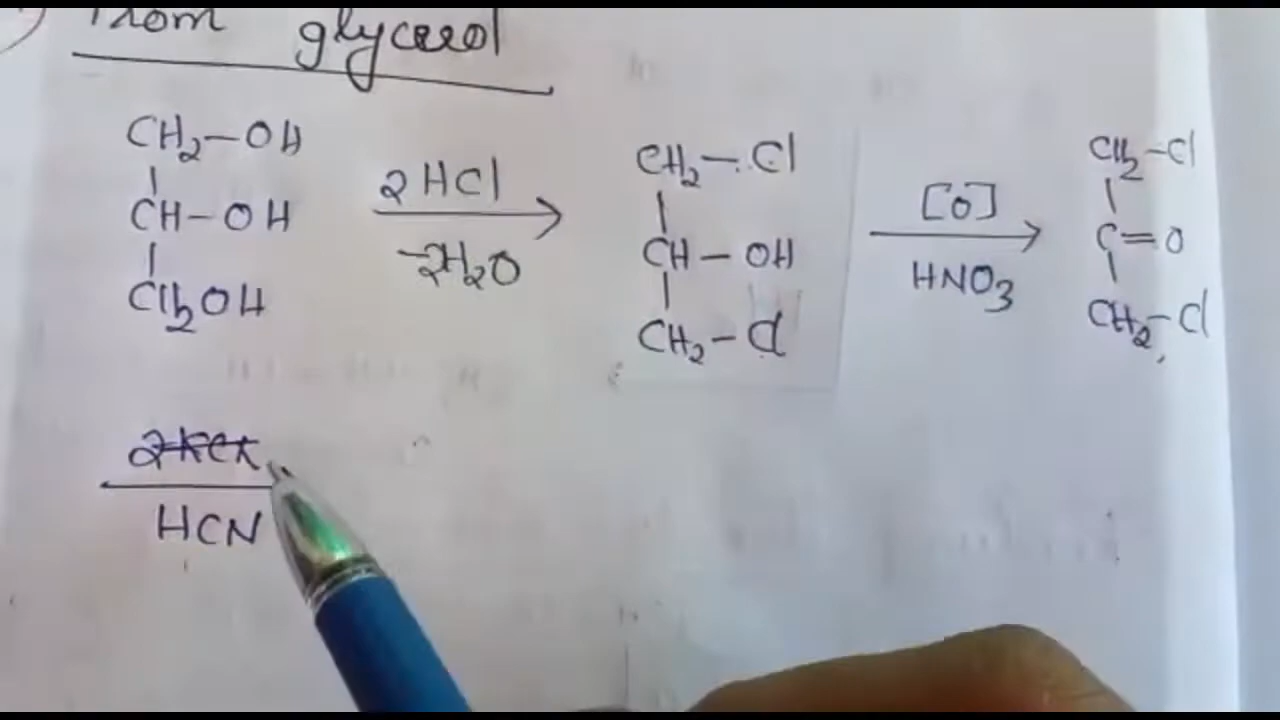 From glycerol
CH2-OH
CH-OH
CH2OH
2HCl
-2H2O
CH2-Cl
CH-OH
CH2-Cl
[O]
HNO3
CH2-Cl
C=O
CH2-Cl
HCN